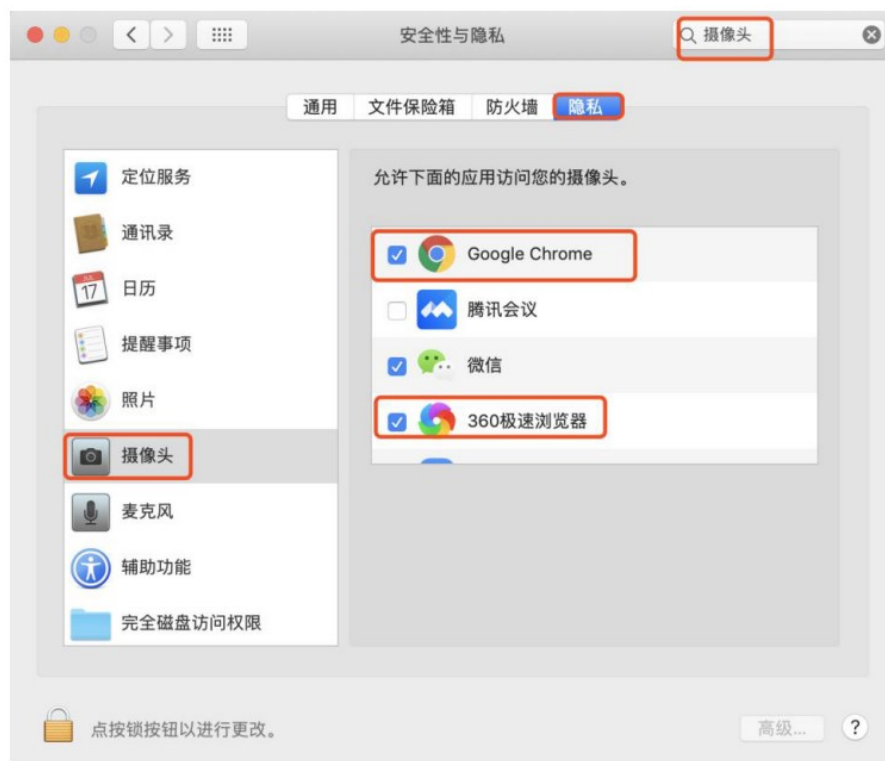 安全性与隐私
摄像头
通用 文件保险箱 防火墙 隐私
定位服务
通讯录
17 日历
提醒事项
照片
摄像头
麦克风
辅助功能
完全磁盘访问权限
允许下面的应用访问您的摄像头。
Google Chrome
腾讯会议
微信
360极速浏览器
点按锁按钮以进行更改。
高级... ?